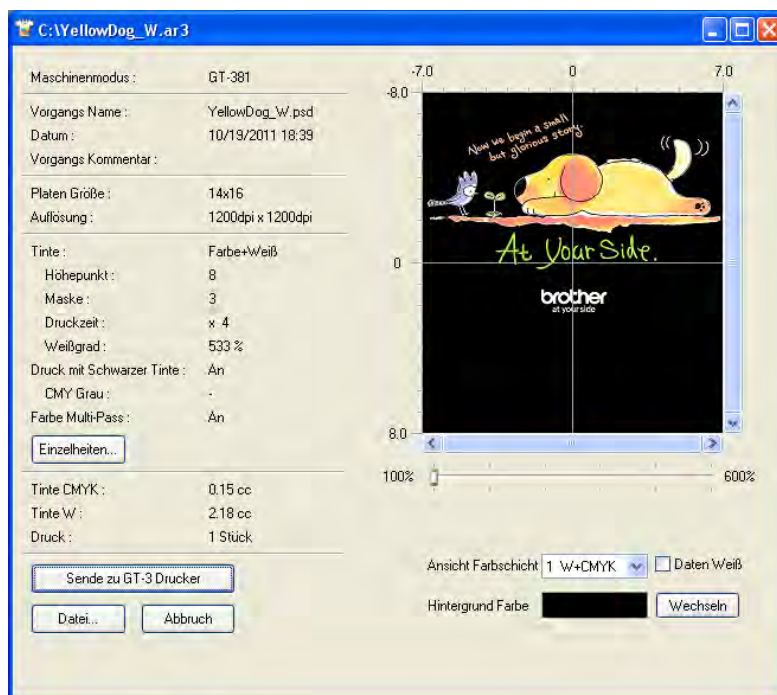 C:\YellowDog_W.ar3
Maschinenmodus : GT-381
Vorgangs Name : YellowDog_W.psd
Datum : 10/19/2011 18:39
Vorgangs Kommentar :
Platen Größe : 14x16
Auflösung : 1200dpi x 1200dpi
Tinte : Farbe+Weiß
Höhepunkt : 8
Maske : 3
Druckzeit : x 4
Weißgrad : 533 %
Druck mit Schwarzer Tinte : An
CMY Grau : -
Farbe Multi-Pass : An
Einzelheiten...
Tinte CMYK : 0.15 cc
Tinte W : 2.18 cc
Druck : 1 Stück
Sende zu GT-3 Drucker
Datei... Abbruch
-7.0 0 7.0
-8.0
Now we begin a small
but glorious story.
At Your Side.
0
brother
at your side
8.0
100% 600%
Ansicht Farbschicht 1 W+CMYK Daten Weiß
Hintergrund Farbe Wechseln